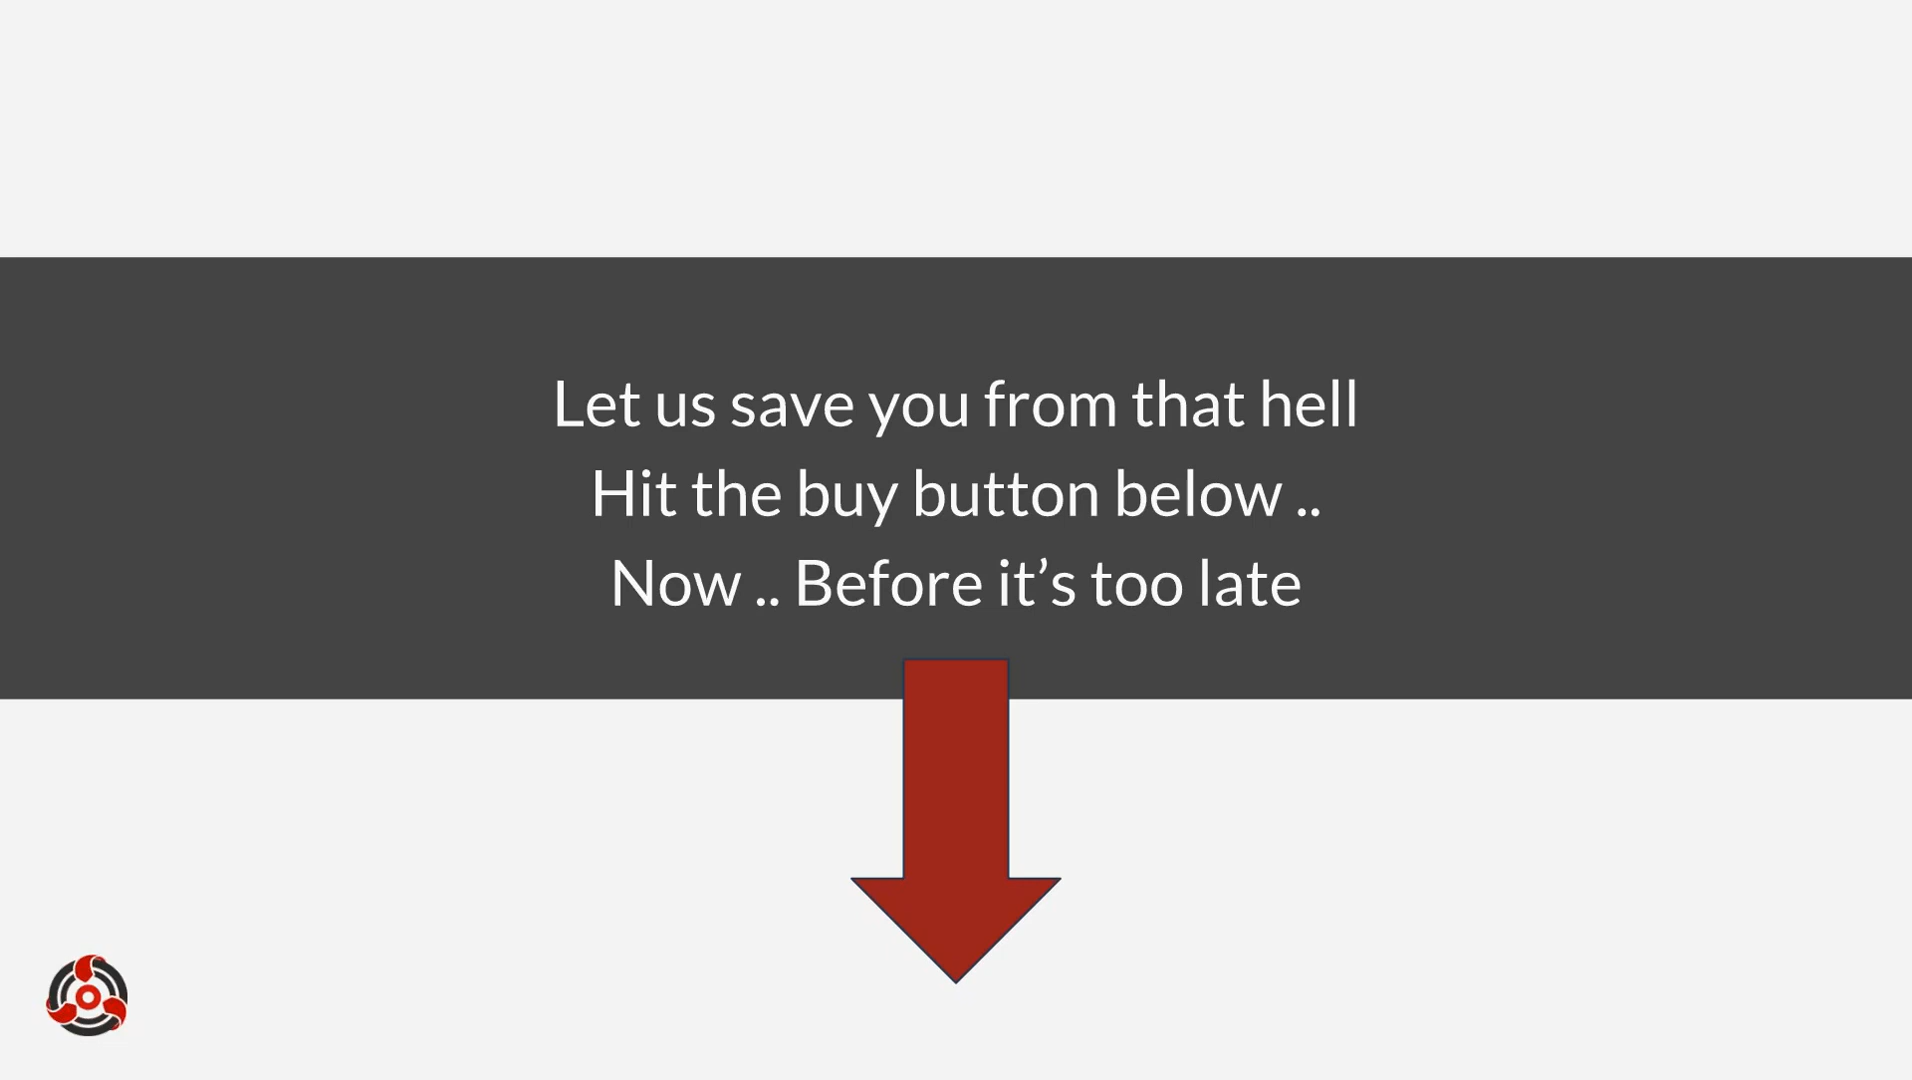 Let us save you from that hell
Hit the buy button below ..
Now .. Before it’s too late